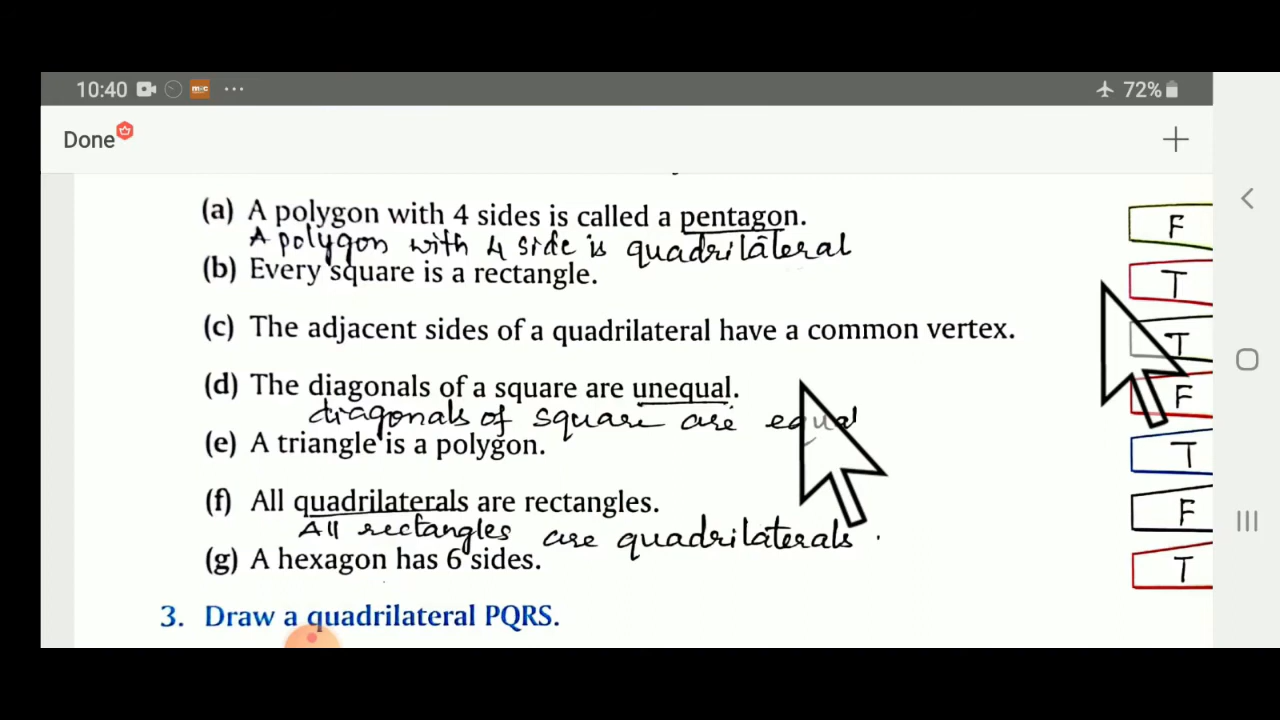 10:40 72%
Done
(a) A polygon with 4 sides is called a pentagon. F
A polygon with 4 side is quadrilateral
(b) Every square is a rectangle. T
(c) The adjacent sides of a quadrilateral have a common vertex. T
(d) The diagonals of a square are unequal. F
diagonals of square are equal
(e) A triangle is a polygon. T
(f) All quadrilaterals are rectangles. F
All rectangles are quadrilaterals.
(g) A hexagon has 6 sides. T
3. Draw a quadrilateral PQRS.